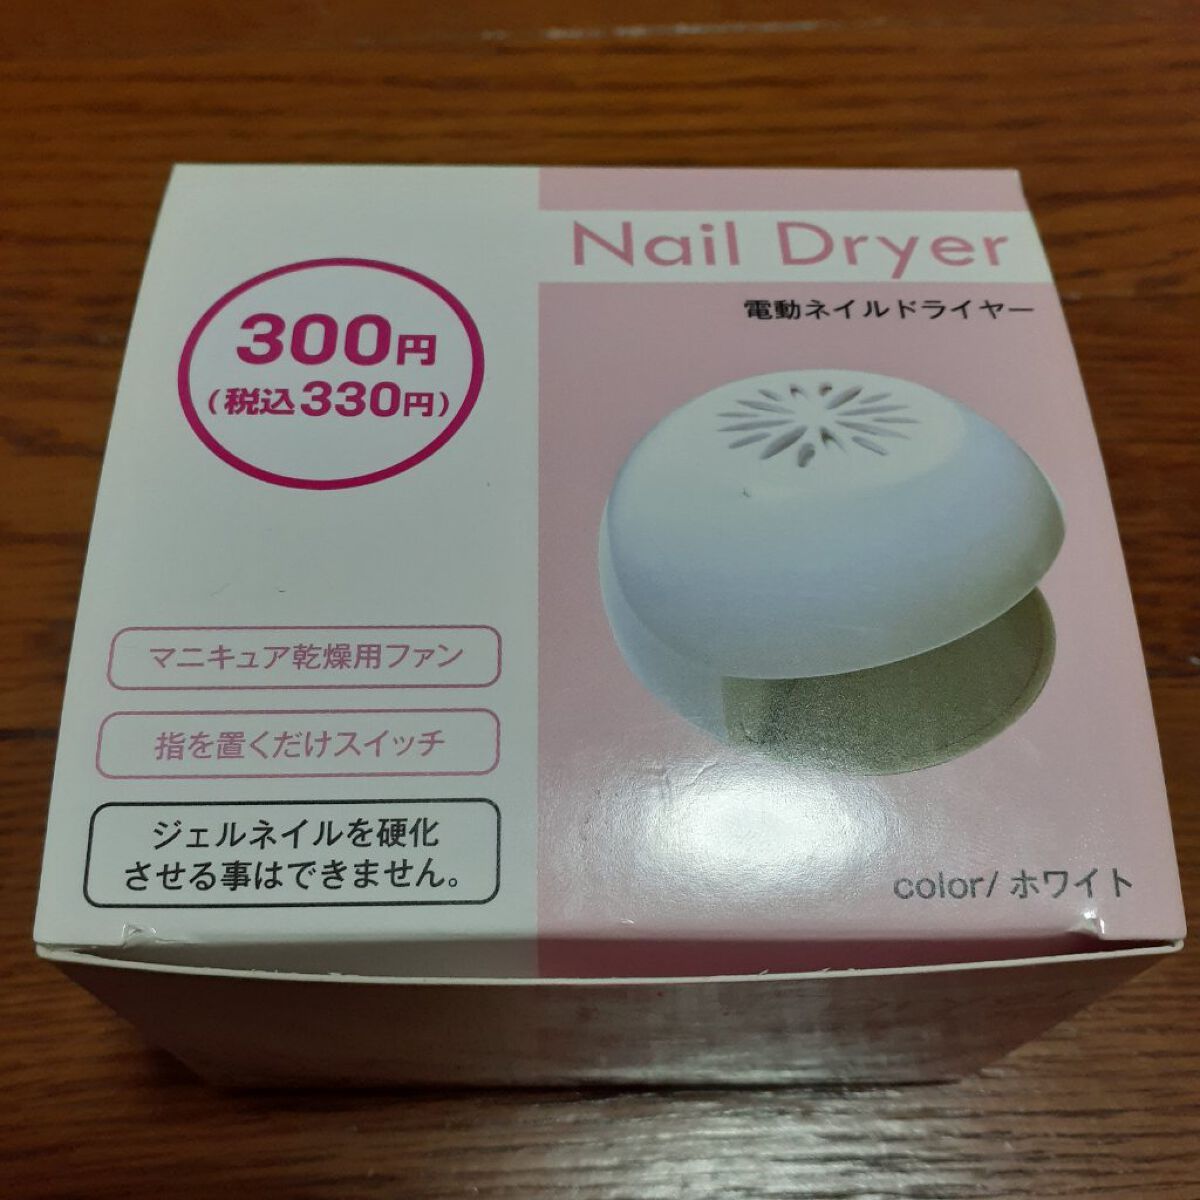 Nail Dryer
電動ネイルドライヤー
300円
(税込330円)
マニキュア乾燥用ファン
指を置くだけスイッチ
ジェルネイルを硬化
させる事はできません。
color/ホワイト